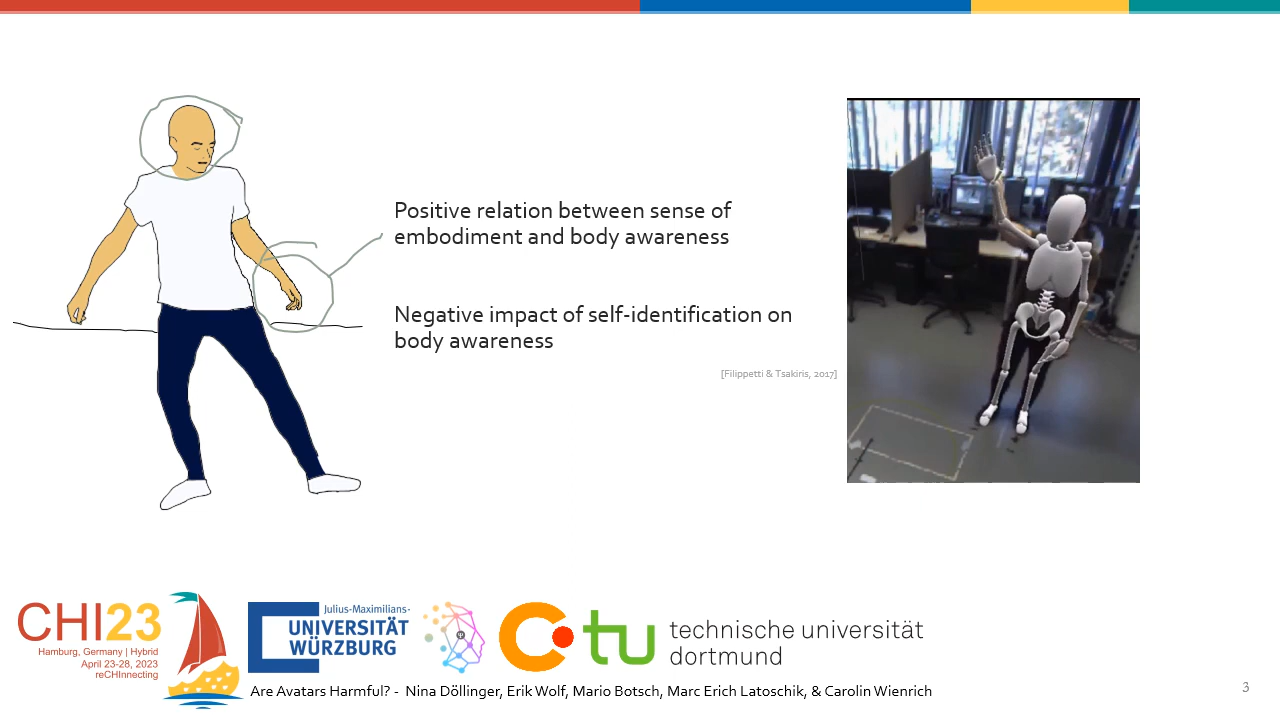 Positive relation between sense of
embodiment and body awareness
Negative impact of self-identification on
body awareness
[Filippetti & Tsakiris, 2017]
CHI23
Hamburg, Germany | Hybrid
April 23-28, 2023
reCHInnecting
Julius-Maximilians-
UNIVERSITÄT
WÜRZBURG
tu
technische universität
dortmund
Are Avatars Harmful? - Nina Döllinger, Erik Wolf, Mario Botsch, Marc Erich Latoschik, & Carolin Wienrich
3